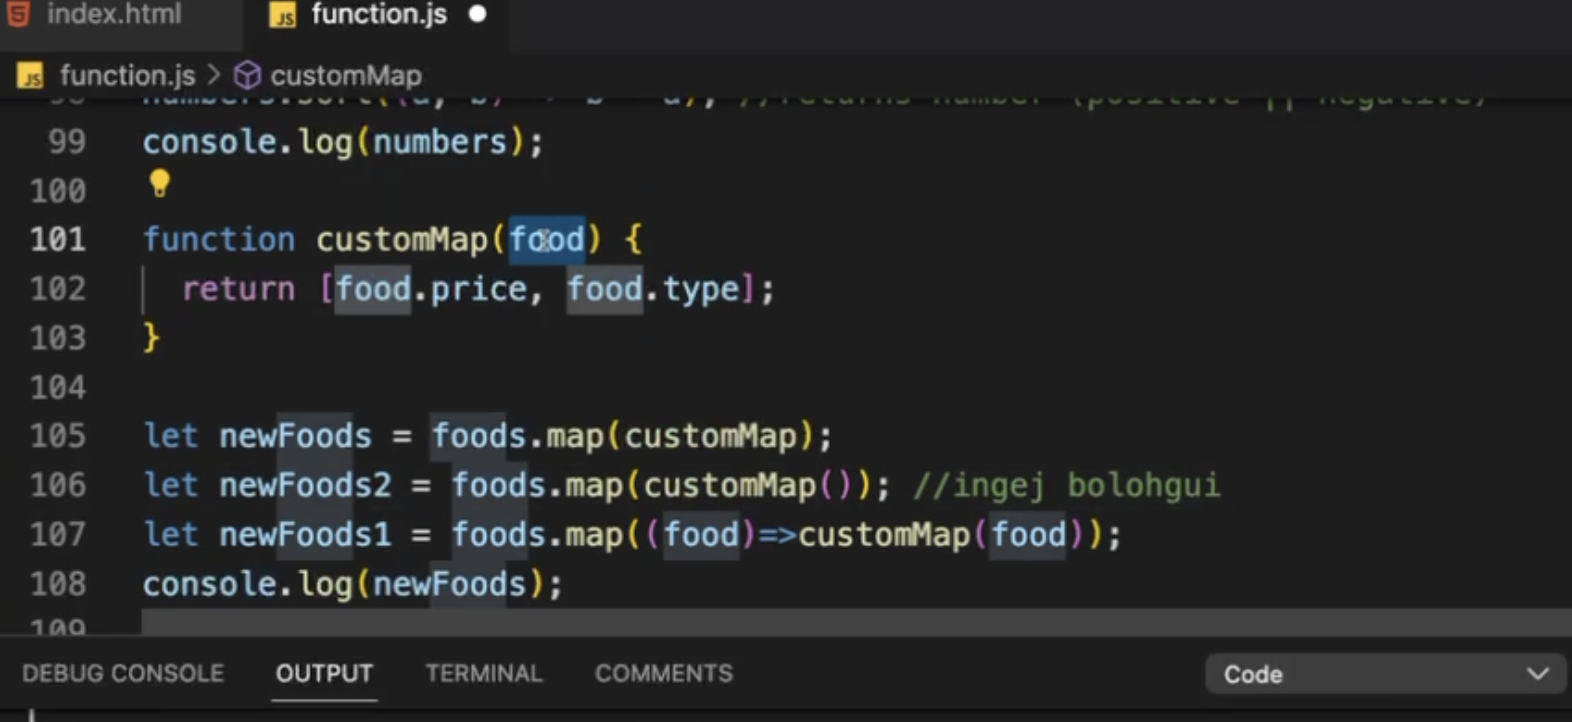 index.html
JS function.js
JS function.js > customMap
99 console.log(numbers);
100
101 function customMap(food) {
102 return [food.price, food.type];
103 }
104
105 let newFoods = foods.map(customMap);
106 let newFoods2 = foods.map(customMap()); //ingej bolohgui
107 let newFoods1 = foods.map((food)=>customMap(food));
108 console.log(newFoods);
109
DEBUG CONSOLE OUTPUT TERMINAL COMMENTS Code